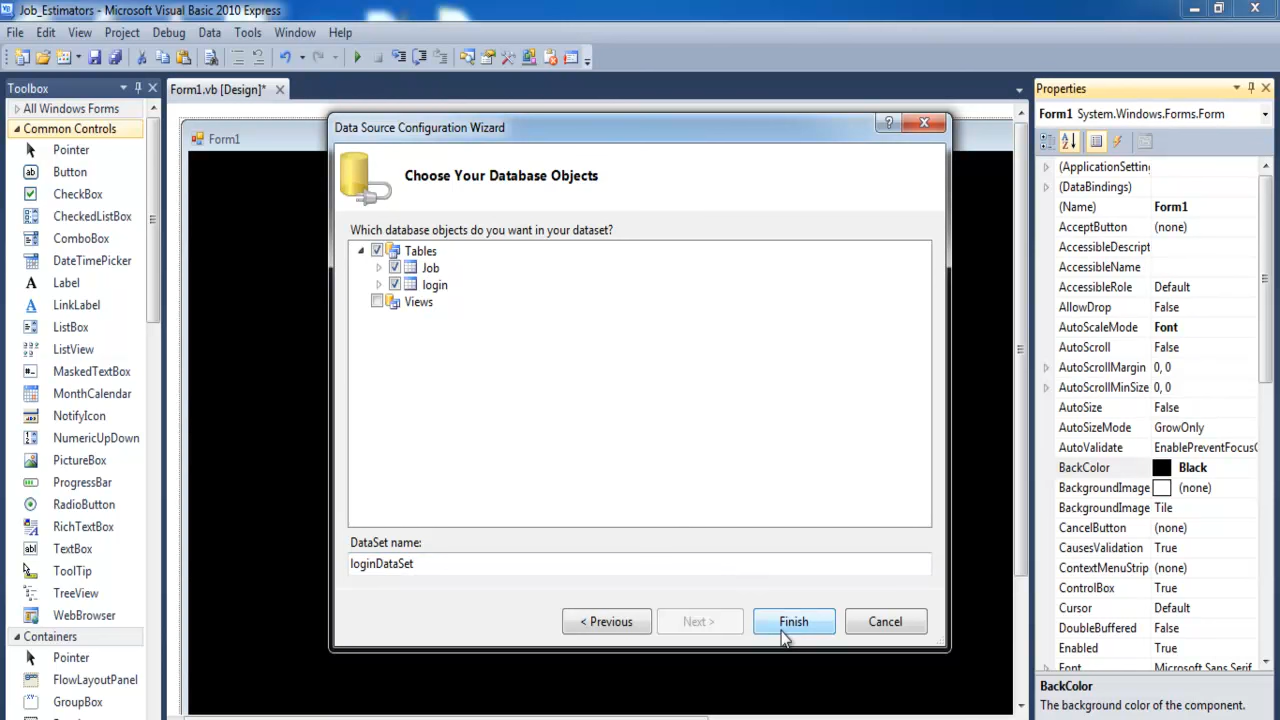 Job_Estimators - Microsoft Visual Basic 2010 Express
File Edit View Project Debug Data Tools Window Help
Toolbox
Form1.vb [Design]*
Properties
All Windows Forms
Common Controls
Pointer
Button
CheckBox
CheckedListBox
ComboBox
DateTimePicker
Label
LinkLabel
ListBox
ListView
MaskedTextBox
MonthCalendar
NotifyIcon
NumericUpDown
PictureBox
ProgressBar
RadioButton
RichTextBox
TextBox
ToolTip
TreeView
WebBrowser
Containers
Pointer
FlowLayoutPanel
GroupBox
Form1
Data Source Configuration Wizard
Choose Your Database Objects
Which database objects do you want in your dataset?
Tables
Job
login
Views
DataSet name:
loginDataSet
< Previous
Next >
Finish
Cancel
Form1 System.Windows.Forms.Form
(ApplicationSetting
(DataBindings)
(Name) Form1
AcceptButton (none)
AccessibleDescript
AccessibleName
AccessibleRole Default
AllowDrop False
AutoScaleMode Font
AutoScroll False
AutoScrollMargin 0, 0
AutoScrollMinSize 0, 0
AutoSize False
AutoSizeMode GrowOnly
AutoValidate EnablePreventFocusC
BackColor Black
BackgroundImage (none)
BackgroundImage Tile
CancelButton (none)
CausesValidation True
ContextMenuStrip (none)
ControlBox True
Cursor Default
DoubleBuffered False
Enabled True
Font Microsoft Sans Serif
BackColor
The background color of the component.